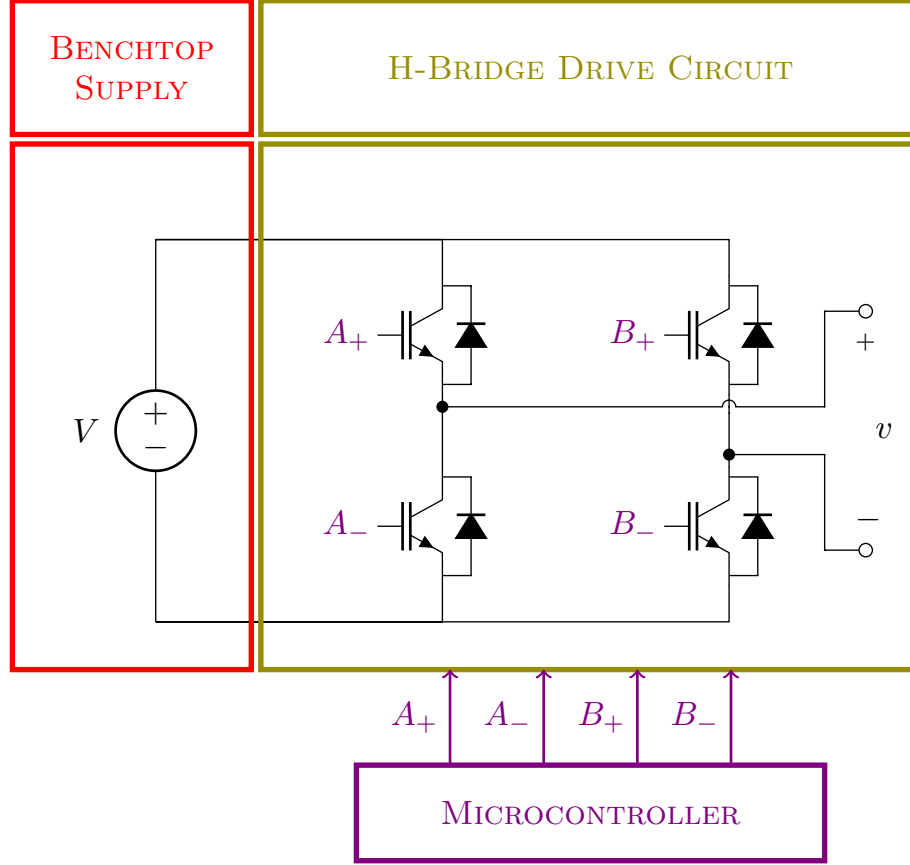 BENCHTOP
SUPPLY
H-BRIDGE DRIVE CIRCUIT
A₊
B₊
+
V
+
−
v
A₋
B₋
−
A₊ A₋ B₊ B₋
MICROCONTROLLER